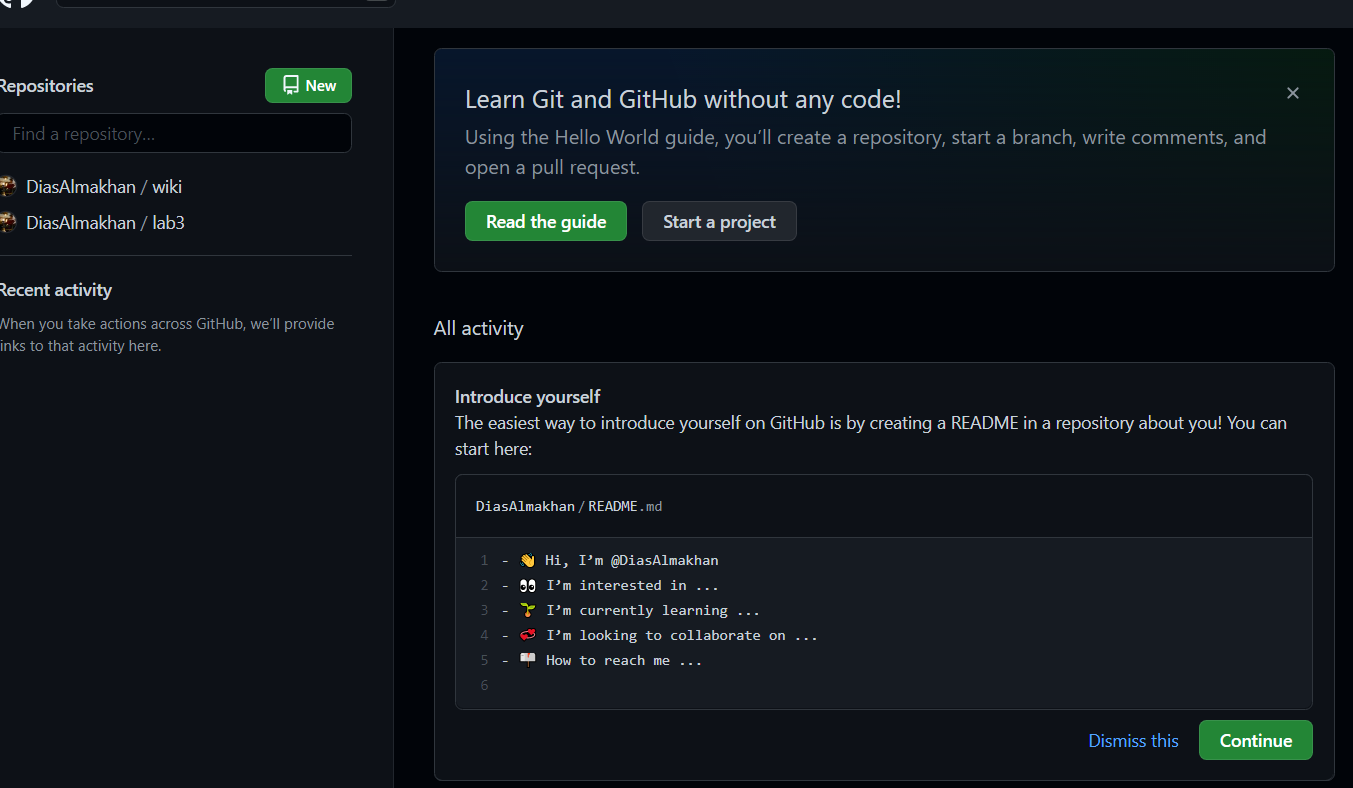 Repositories
New
Find a repository...
DiasAlmakhan / wiki
DiasAlmakhan / lab3
Recent activity
When you take actions across GitHub, we’ll provide
links to that activity here.
Learn Git and GitHub without any code!
Using the Hello World guide, you’ll create a repository, start a branch, write comments, and
open a pull request.
Read the guide
Start a project
All activity
Introduce yourself
The easiest way to introduce yourself on GitHub is by creating a README in a repository about you! You can
start here:
DiasAlmakhan/README.md
1 - 👋 Hi, I’m @DiasAlmakhan
2 - 👀 I’m interested in ...
3 - 🌱 I’m currently learning ...
4 - 💞️ I’m looking to collaborate on ...
5 - 📫 How to reach me ...
6
Dismiss this
Continue